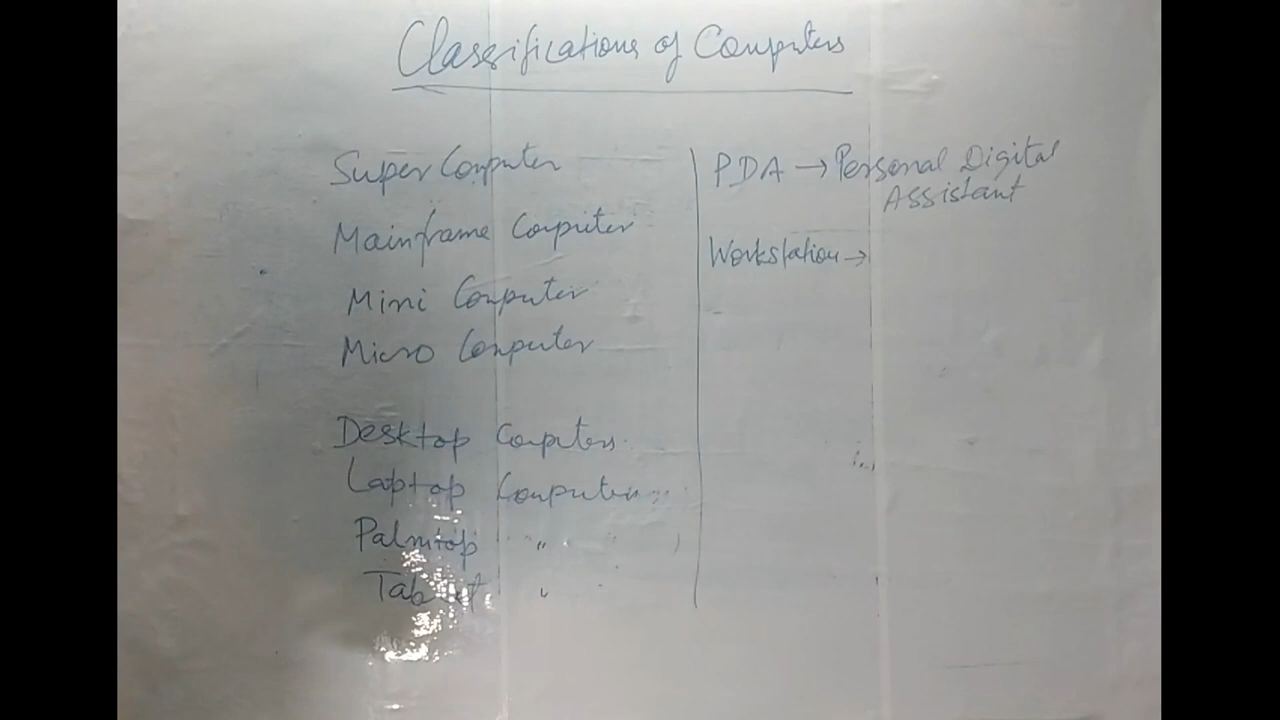 Classifications of Computers
Super Computer
Mainframe Computer
Mini Computer
Micro Computer
Desktop Computers
Laptop Computers
Palmtop "
Tablet "
PDA → Personal Digital
Assistant
Workstation →